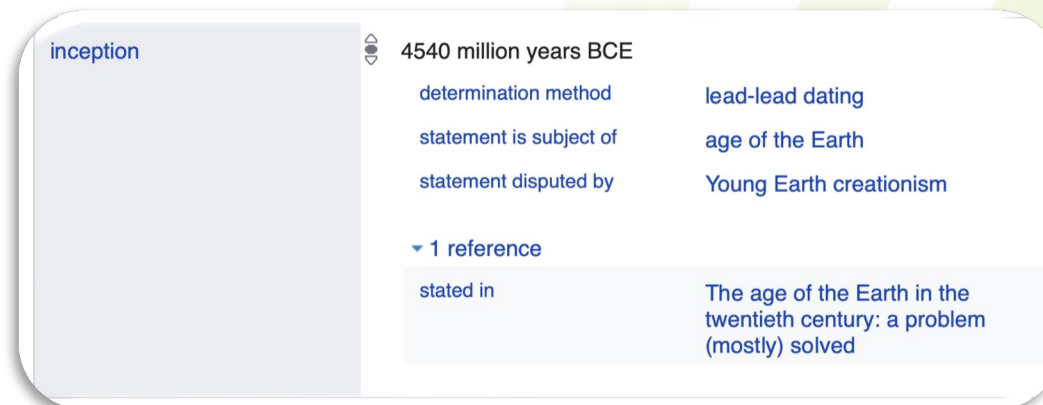 inception
4540 million years BCE
determination method lead-lead dating
statement is subject of age of the Earth
statement disputed by Young Earth creationism
1 reference
stated in The age of the Earth in the
twentieth century: a problem
(mostly) solved